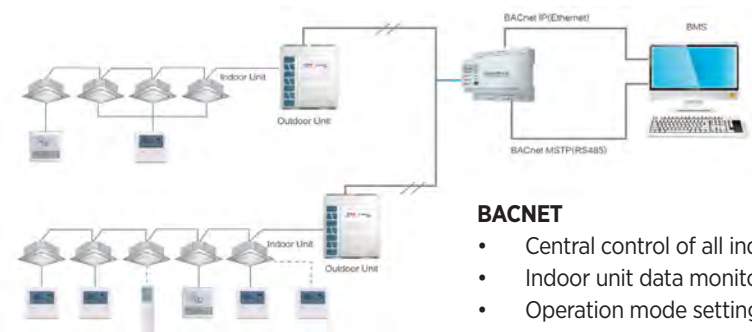 BACnet IP(Ethernet)
BMS
Indoor Unit
Outdoor Unit
BACnet MSTP(RS485)
Indoor Unit
Outdoor Unit
BACNET
• Central control of all ind
• Indoor unit data monito
• Operation mode setting